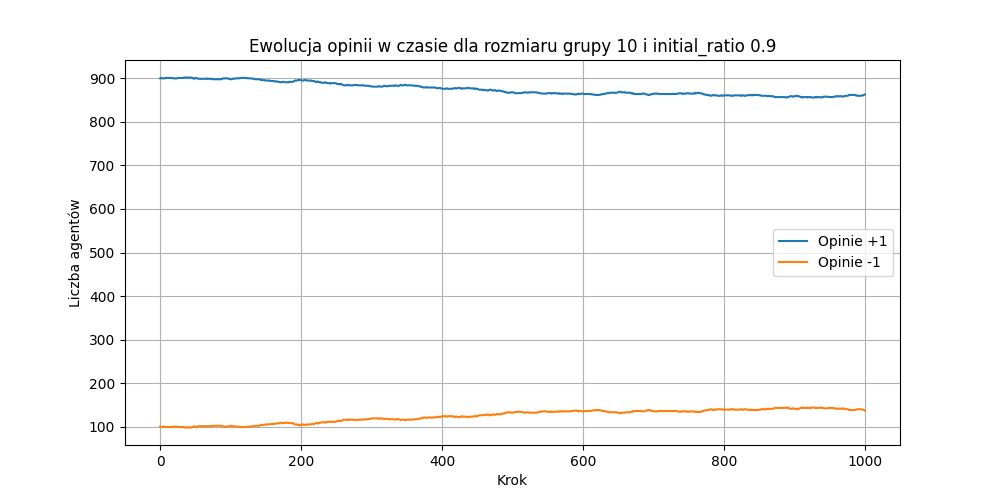 Ewolucja opinii w czasie dla rozmiaru grupy 10 i initial_ratio 0.9
900
800
700
600
500
400
300
200
100
Liczba agentów
Opinie +1
Opinie -1
0 200 400 600 800 1000
Krok